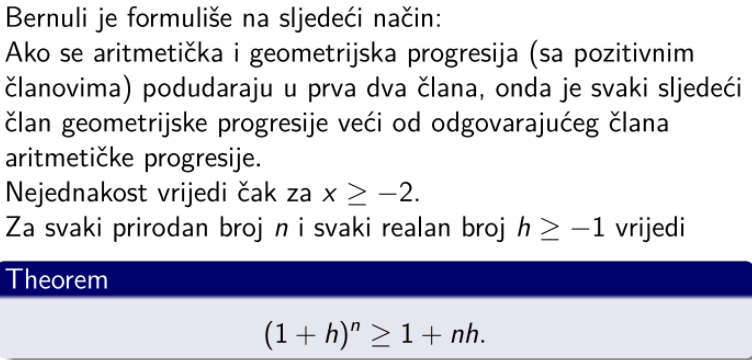 Bernuli je formuliše na sljedeći način:
Ako se aritmetička i geometrijska progresija (sa pozitivnim
članovima) podudaraju u prva dva člana, onda je svaki sljedeći
član geometrijske progresije veći od odgovarajućeg člana
aritmetičke progresije.
Nejednakost vrijedi čak za x ≥ −2.
Za svaki prirodan broj n i svaki realan broj h ≥ −1 vrijedi
Theorem
(1 + h)ⁿ ≥ 1 + nh.